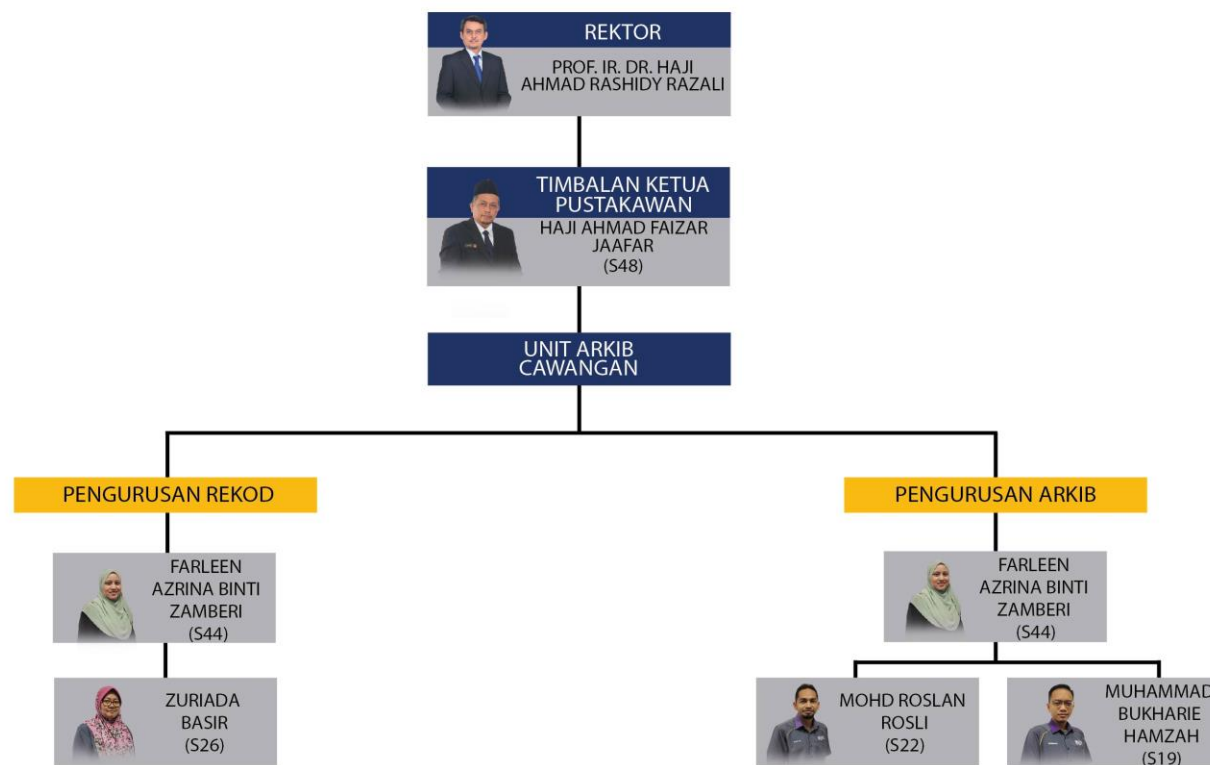 REKTOR
PROF. IR. DR. HAJI
AHMAD RASHIDY RAZALI
TIMBALAN KETUA
PUSTAKAWAN
HAJI AHMAD FAIZAR
JAAFAR
(S48)
UNIT ARKIB
CAWANGAN
PENGURUSAN REKOD
FARLEEN
AZRINA BINTI
ZAMBERI
(S44)
ZURIADA
BASIR
(S26)
PENGURUSAN ARKIB
FARLEEN
AZRINA BINTI
ZAMBERI
(S44)
MOHD ROSLAN
ROSLI
(S22)
MUHAMMAD
BUKHARIE
HAMZAH
(S19)